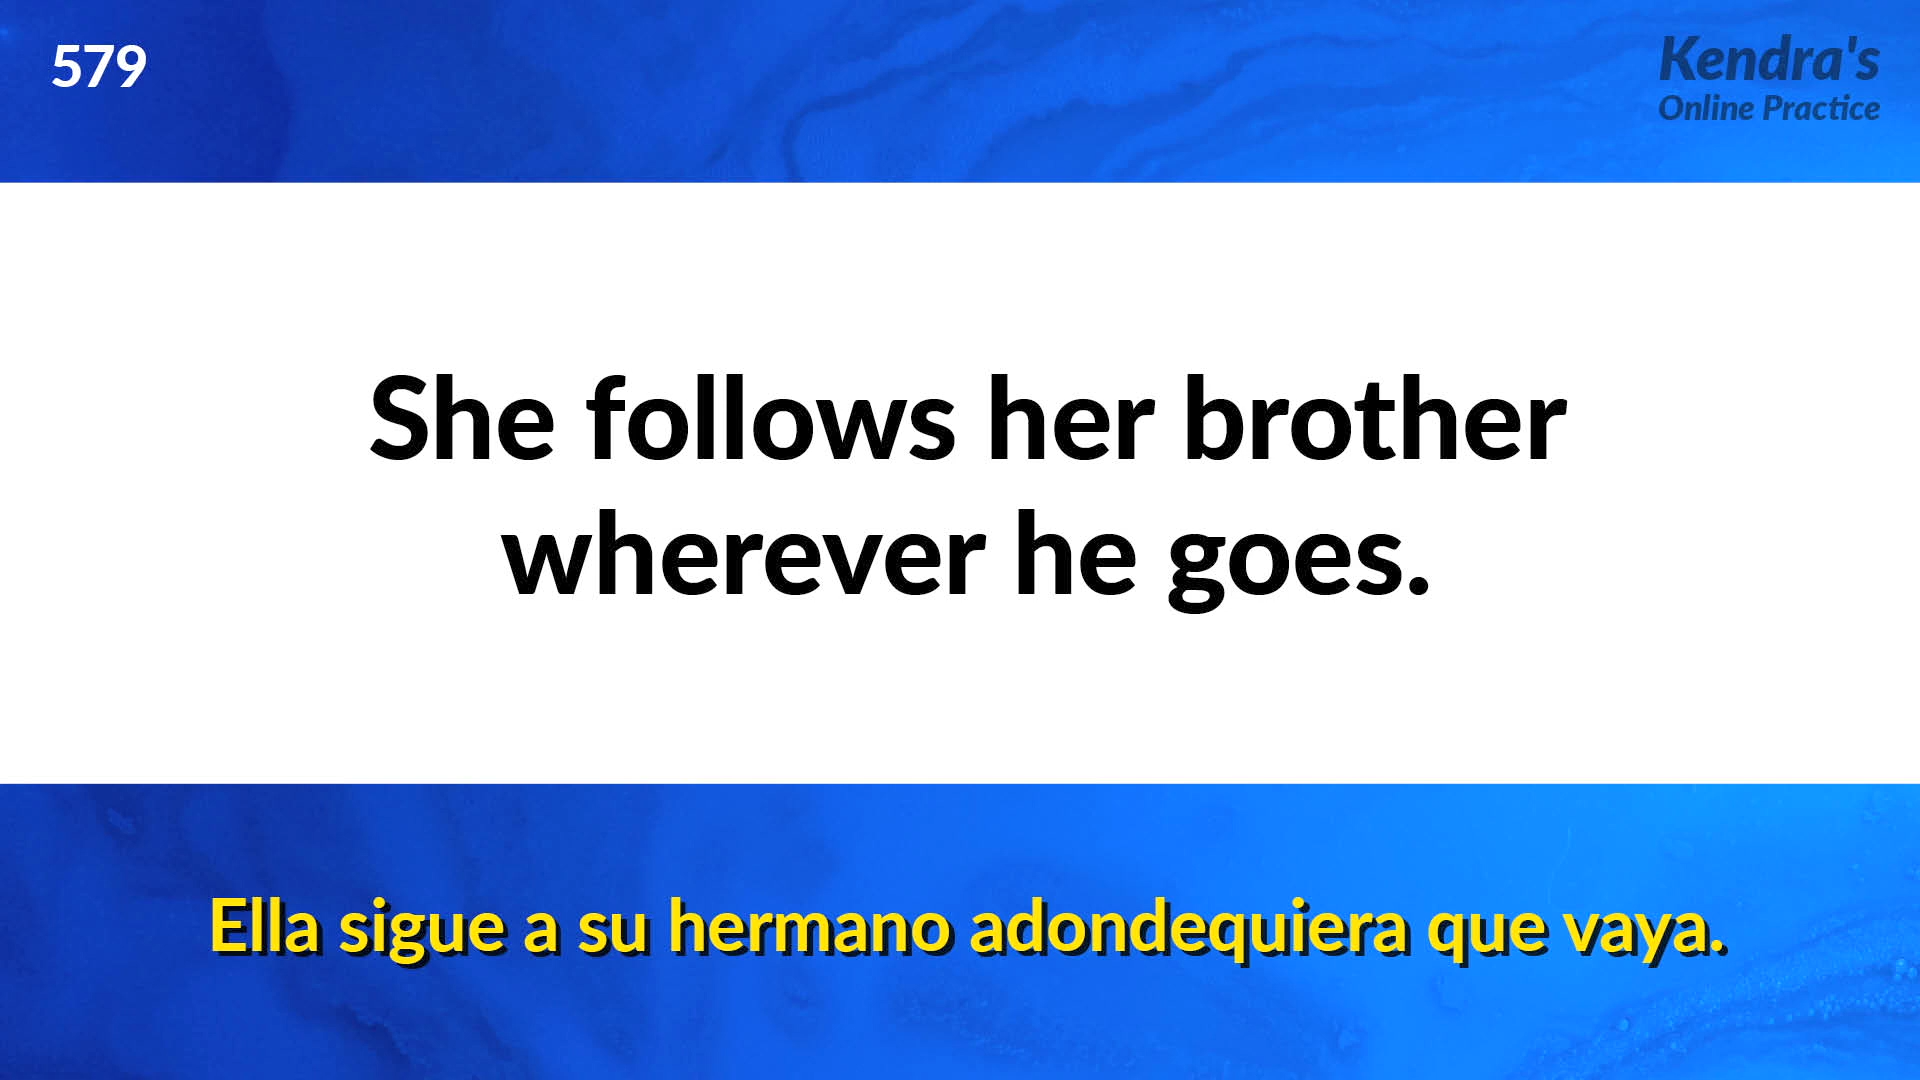 579
Kendra's
Online Practice
She follows her brother
wherever he goes.
Ella sigue a su hermano adondequiera que vaya.